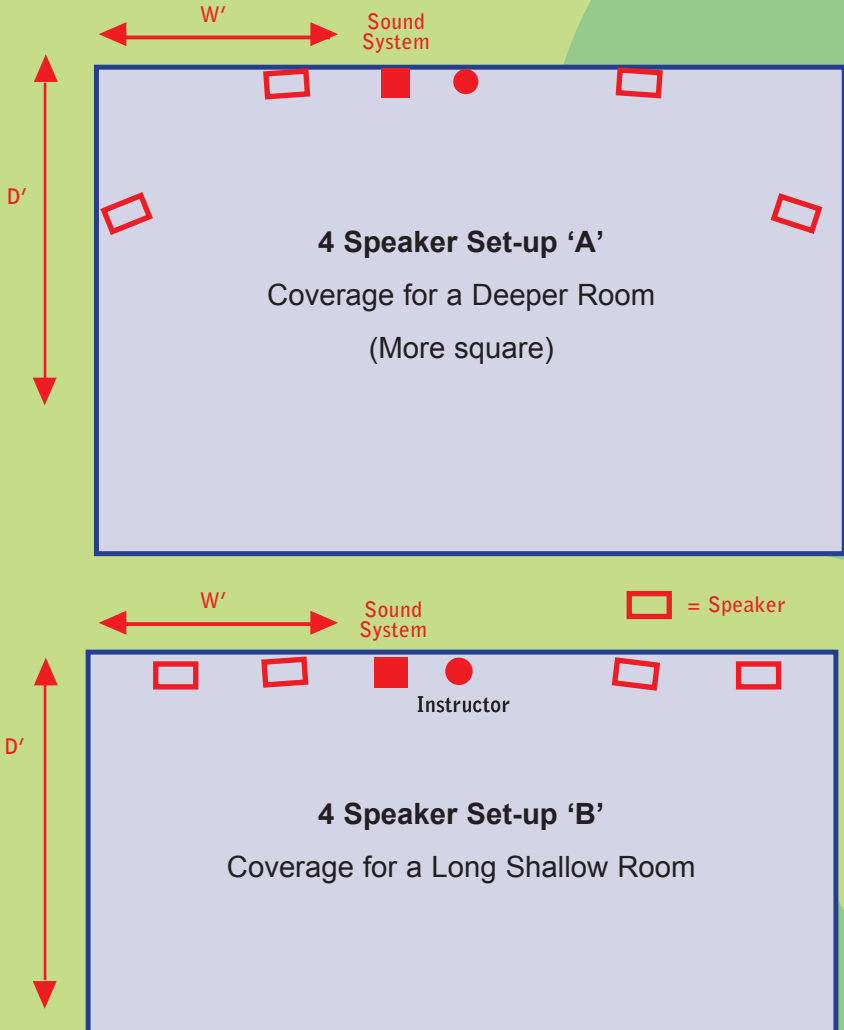 W′
Sound
System
D′
4 Speaker Set-up ‘A’
Coverage for a Deeper Room
(More square)
W′
Sound
System
= Speaker
Instructor
D′
4 Speaker Set-up ‘B’
Coverage for a Long Shallow Room